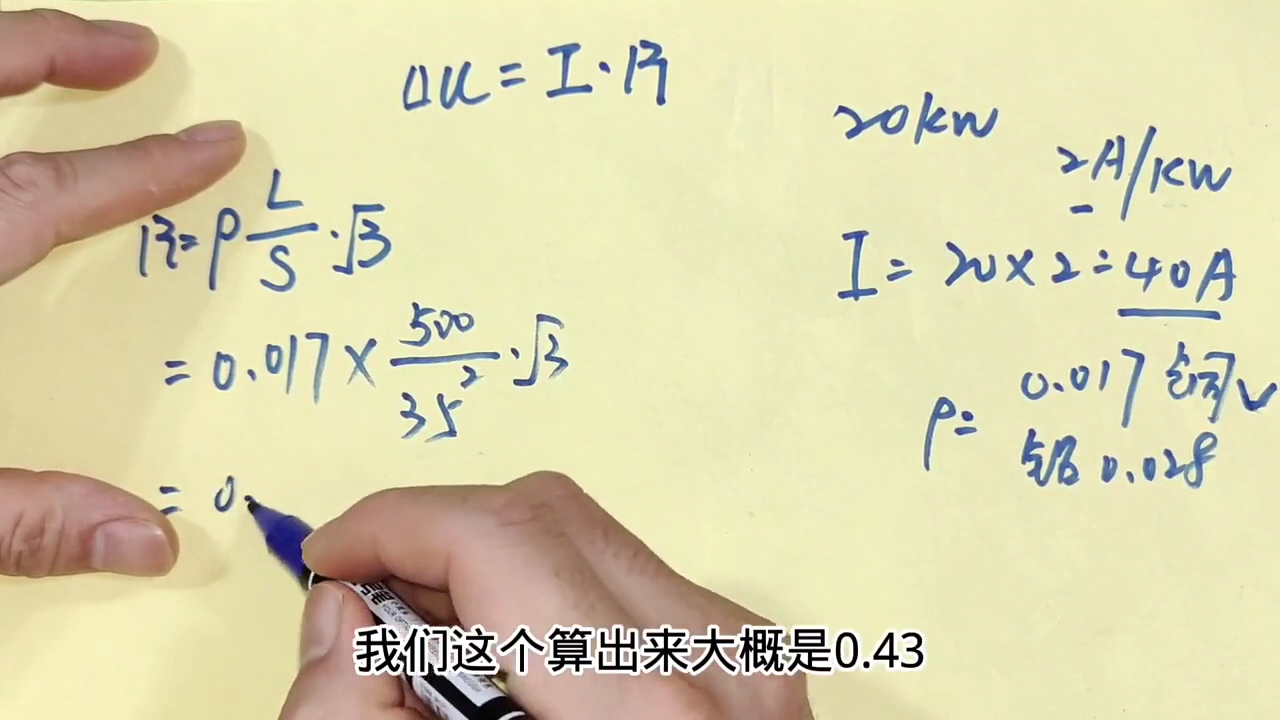 ΔU = I·R
20kw
2A/kw
R = ρ L/S ·√3
I = 20×2 = 40A
= 0.017 × 500/35² ·√3
ρ = 0.017 铜 √
铝 0.028
= 0.
我们这个算出来大概是0.43